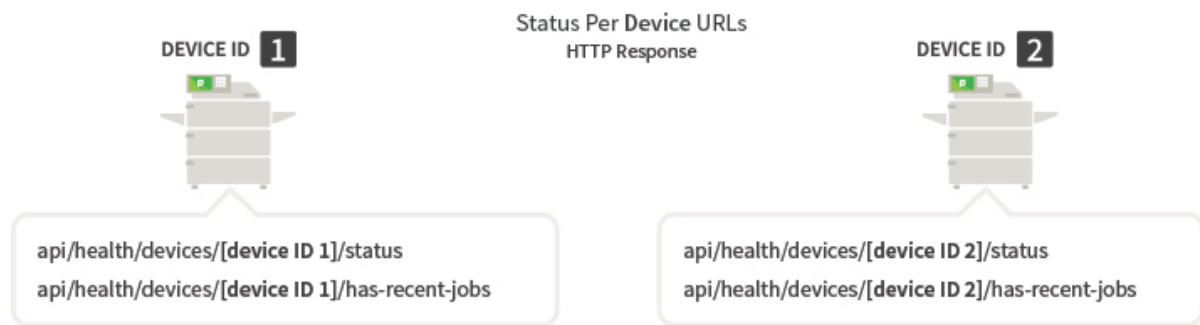 Status Per Device URLs
HTTP Response
DEVICE ID 1
DEVICE ID 2
api/health/devices/[device ID 1]/status
api/health/devices/[device ID 1]/has-recent-jobs
api/health/devices/[device ID 2]/status
api/health/devices/[device ID 2]/has-recent-jobs